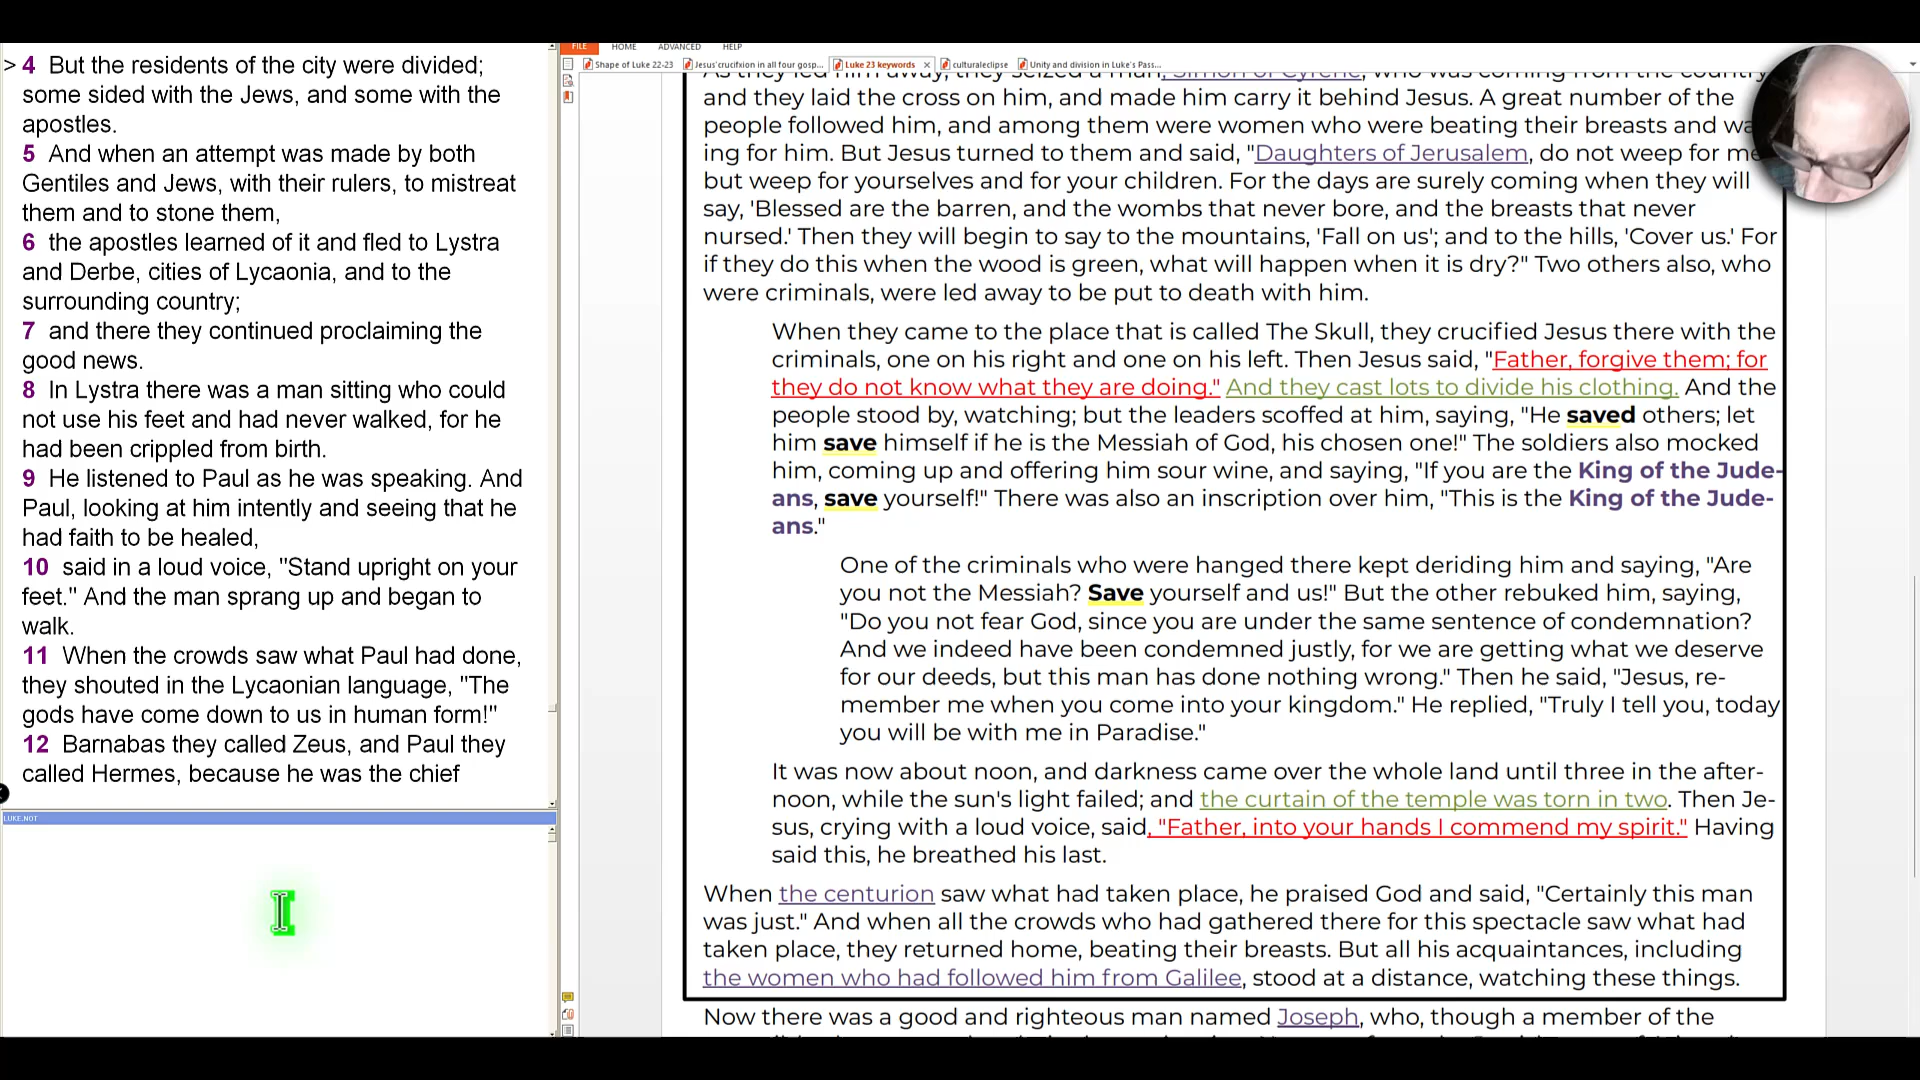 > 4 But the residents of the city were divided;
some sided with the Jews, and some with the
apostles.
5 And when an attempt was made by both
Gentiles and Jews, with their rulers, to mistreat
them and to stone them,
6 the apostles learned of it and fled to Lystra
and Derbe, cities of Lycaonia, and to the
surrounding country;
7 and there they continued proclaiming the
good news.
8 In Lystra there was a man sitting who could
not use his feet and had never walked, for he
had been crippled from birth.
9 He listened to Paul as he was speaking. And
Paul, looking at him intently and seeing that he
had faith to be healed,
10 said in a loud voice, "Stand upright on your
feet." And the man sprang up and began to
walk.
11 When the crowds saw what Paul had done,
they shouted in the Lycaonian language, "The
gods have come down to us in human form!"
12 Barnabas they called Zeus, and Paul they
called Hermes, because he was the chief
LUKE.NOT
FILE HOME ADVANCED HELP
Shape of Luke 22-23 Jesus'crucifixion in all four gosp... Luke 23 keywords × culturaleclipse Unity and division in Luke's Pass...
As they led him away, they seized a man, Simon of Cyrene, who was coming from the country,
and they laid the cross on him, and made him carry it behind Jesus. A great number of the
people followed him, and among them were women who were beating their breasts and wa
ing for him. But Jesus turned to them and said, "Daughters of Jerusalem, do not weep for me
but weep for yourselves and for your children. For the days are surely coming when they will
say, 'Blessed are the barren, and the wombs that never bore, and the breasts that never
nursed.' Then they will begin to say to the mountains, 'Fall on us'; and to the hills, 'Cover us.' For
if they do this when the wood is green, what will happen when it is dry?" Two others also, who
were criminals, were led away to be put to death with him.
When they came to the place that is called The Skull, they crucified Jesus there with the
criminals, one on his right and one on his left. Then Jesus said, "Father, forgive them; for
they do not know what they are doing." And they cast lots to divide his clothing. And the
people stood by, watching; but the leaders scoffed at him, saying, "He saved others; let
him save himself if he is the Messiah of God, his chosen one!" The soldiers also mocked
him, coming up and offering him sour wine, and saying, "If you are the King of the Jude-
ans, save yourself!" There was also an inscription over him, "This is the King of the Jude-
ans."
One of the criminals who were hanged there kept deriding him and saying, "Are
you not the Messiah? Save yourself and us!" But the other rebuked him, saying,
"Do you not fear God, since you are under the same sentence of condemnation?
And we indeed have been condemned justly, for we are getting what we deserve
for our deeds, but this man has done nothing wrong." Then he said, "Jesus, re-
member me when you come into your kingdom." He replied, "Truly I tell you, today
you will be with me in Paradise."
It was now about noon, and darkness came over the whole land until three in the after-
noon, while the sun's light failed; and the curtain of the temple was torn in two. Then Je-
sus, crying with a loud voice, said, "Father, into your hands I commend my spirit." Having
said this, he breathed his last.
When the centurion saw what had taken place, he praised God and said, "Certainly this man
was just." And when all the crowds who had gathered there for this spectacle saw what had
taken place, they returned home, beating their breasts. But all his acquaintances, including
the women who had followed him from Galilee, stood at a distance, watching these things.
Now there was a good and righteous man named Joseph, who, though a member of the